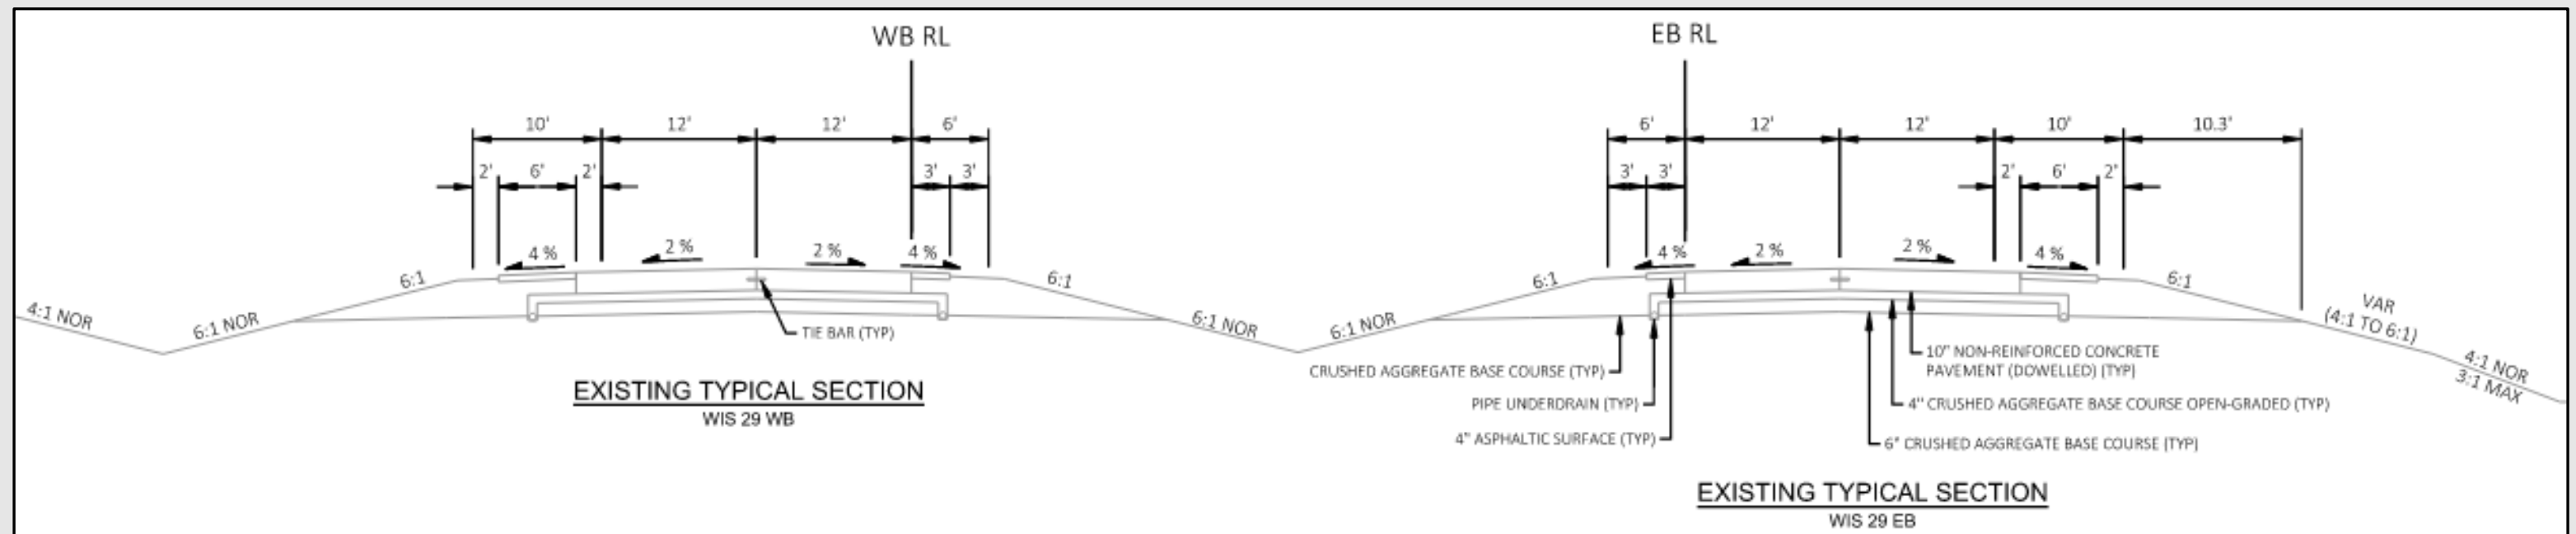 WB RL
EB RL
10'
12'
12'
6'
6'
12'
12'
10'
10.3'
2'
6'
2'
3'
3'
3'
3'
2'
6'
2'
4 %
2 %
2 %
4 %
4 %
2 %
2 %
4 %
6:1
6:1
6:1
6:1
4:1 NOR
6:1 NOR
6:1 NOR
6:1 NOR
VAR
(4:1 TO 6:1)
4:1 NOR
3:1 MAX
TIE BAR (TYP)
EXISTING TYPICAL SECTION
WIS 29 WB
CRUSHED AGGREGATE BASE COURSE (TYP)
PIPE UNDERDRAIN (TYP)
4" ASPHALTIC SURFACE (TYP)
10" NON-REINFORCED CONCRETE
PAVEMENT (DOWELLED) (TYP)
4" CRUSHED AGGREGATE BASE COURSE OPEN-GRADED (TYP)
6" CRUSHED AGGREGATE BASE COURSE (TYP)
EXISTING TYPICAL SECTION
WIS 29 EB